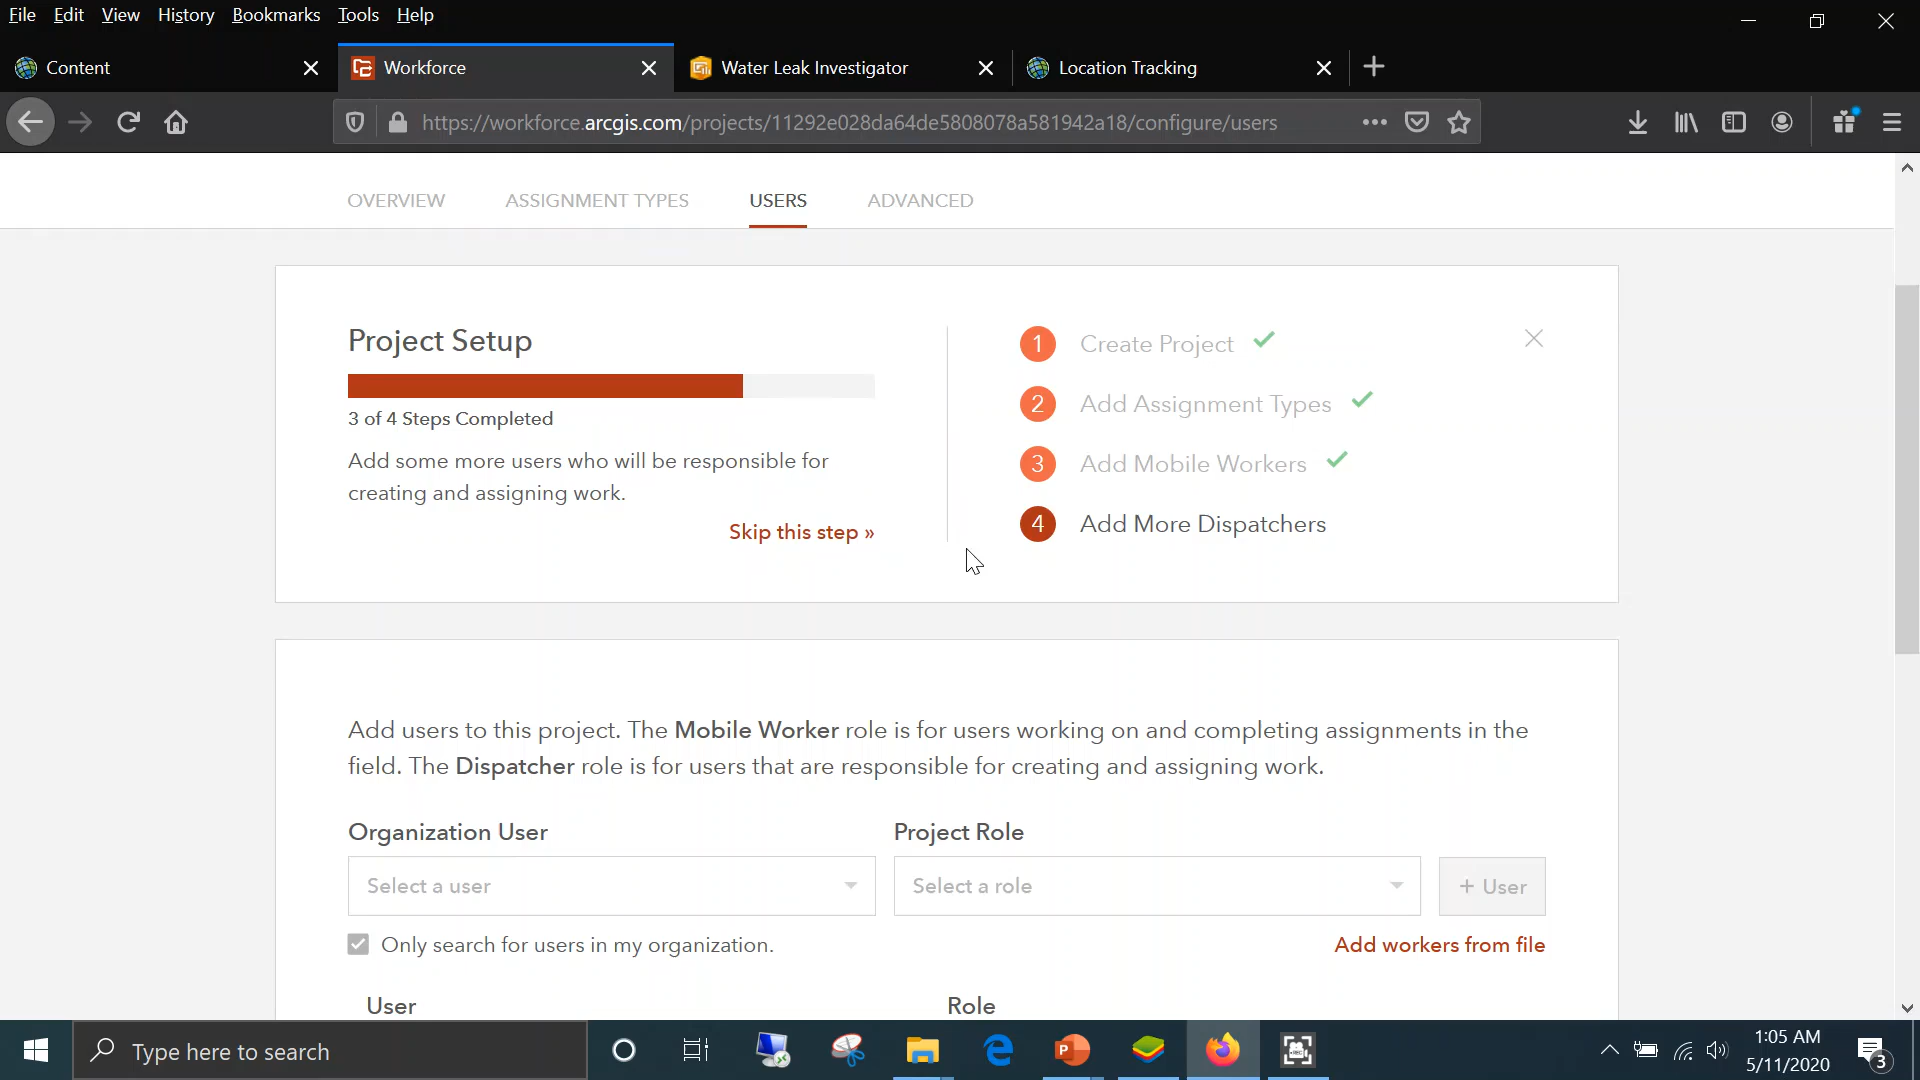 File Edit View History Bookmarks Tools Help
Content
Workforce
Water Leak Investigator
Location Tracking
https://workforce.arcgis.com/projects/11292e028da64de5808078a581942a18/configure/users
OVERVIEW ASSIGNMENT TYPES USERS ADVANCED
Project Setup
3 of 4 Steps Completed
Add some more users who will be responsible for
creating and assigning work.
Skip this step »
1 Create Project
2 Add Assignment Types
3 Add Mobile Workers
4 Add More Dispatchers
Add users to this project. The Mobile Worker role is for users working on and completing assignments in the
field. The Dispatcher role is for users that are responsible for creating and assigning work.
Organization User Project Role
Select a user Select a role + User
Only search for users in my organization. Add workers from file
User Role
Type here to search
1:05 AM
5/11/2020
3